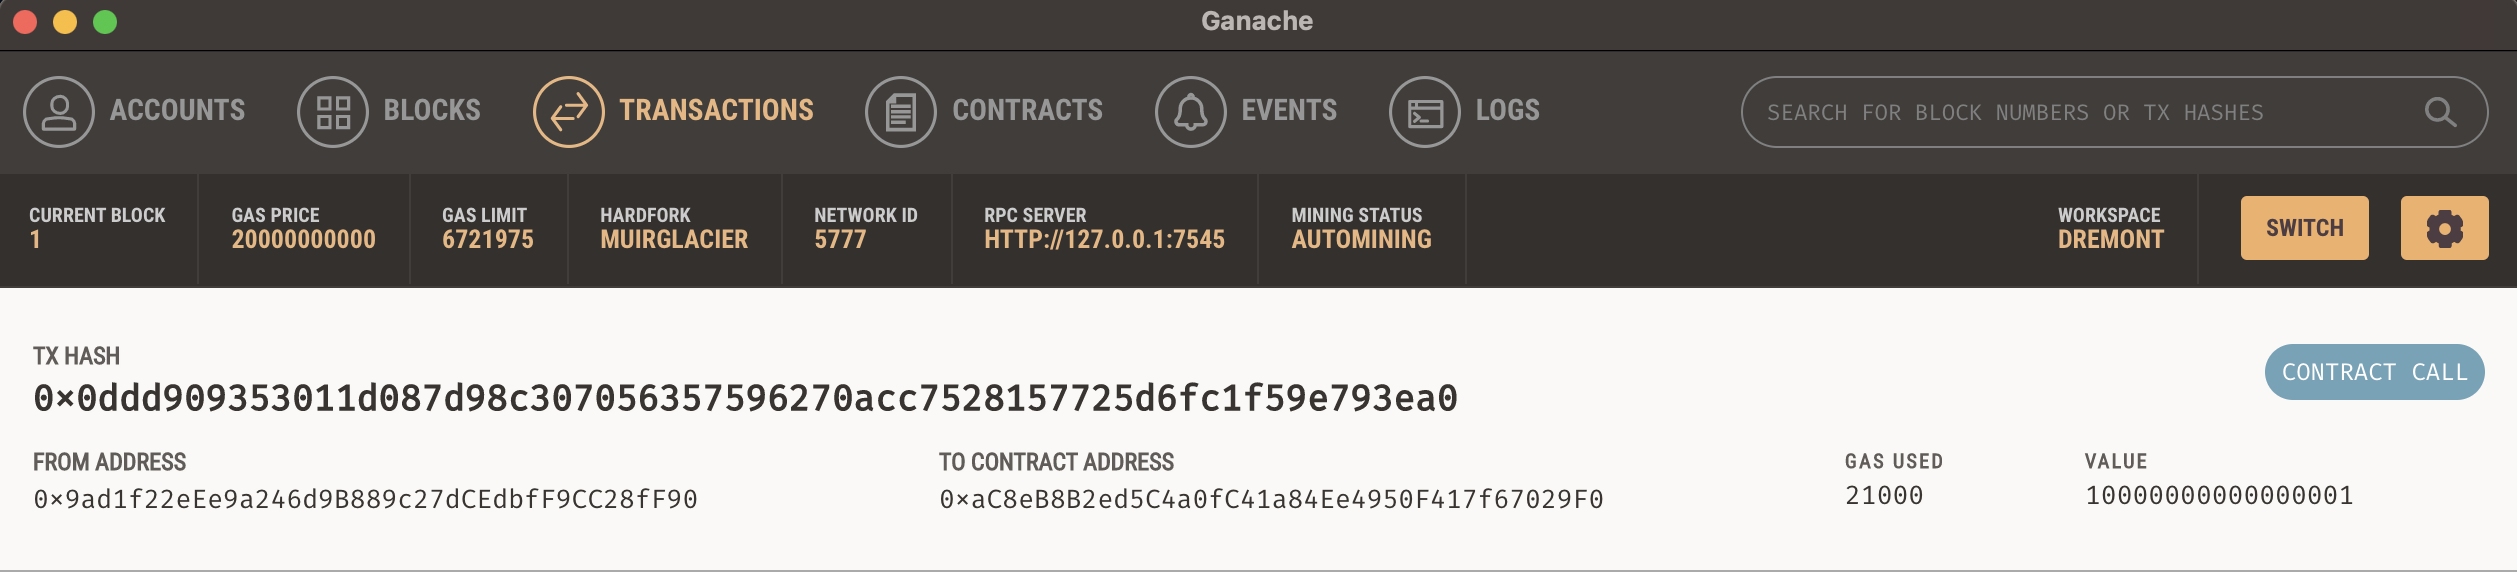 Ganache
ACCOUNTS BLOCKS TRANSACTIONS CONTRACTS EVENTS LOGS SEARCH FOR BLOCK NUMBERS OR TX HASHES
CURRENT BLOCK GAS PRICE GAS LIMIT HARDFORK NETWORK ID RPC SERVER MINING STATUS WORKSPACE
1 20000000000 6721975 MUIRGLACIER 5777 HTTP://127.0.0.1:7545 AUTOMINING DREMONT SWITCH
TX HASH
0×0ddd909353011d087d98c307056357596270acc7528157725d6fc1f59e793ea0 CONTRACT CALL
FROM ADDRESS TO CONTRACT ADDRESS GAS USED VALUE
0×9ad1f22eEe9a246d9B889c27dCEdbfF9CC28fF90 0×aC8eB8B2ed5C4a0fC41a84Ee4950F417f67029F0 21000 10000000000000001